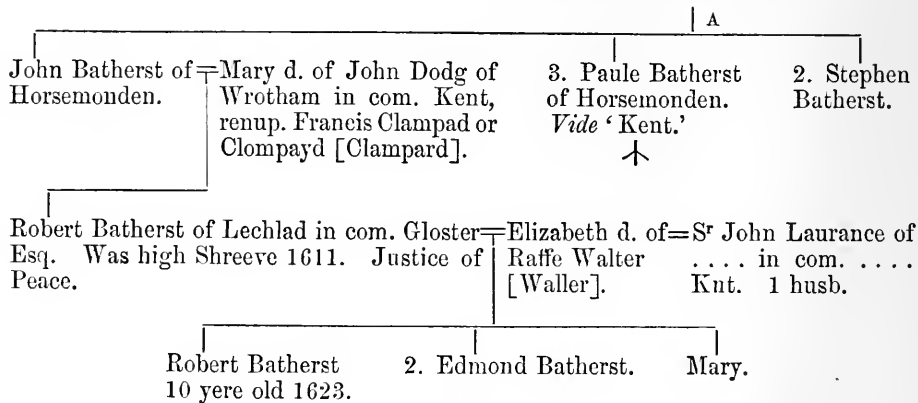 A
John Batherst of Horsemonden.
Mary d. of John Dodg of Wrotham in com. Kent, renup. Francis Clampad or Clompayd [Clampard].
3. Paule Batherst of Horsemonden. Vide ‘Kent.’
2. Stephen Batherst.
Robert Batherst of Lechlad in com. Gloster Esq. Was high Shreeve 1611. Justice of Peace.
Elizabeth d. of Raffe Walter [Waller].
Sr John Laurance of .... in com. .... Knt. 1 husb.
Robert Batherst 10 yere old 1623.
2. Edmond Batherst.
Mary.